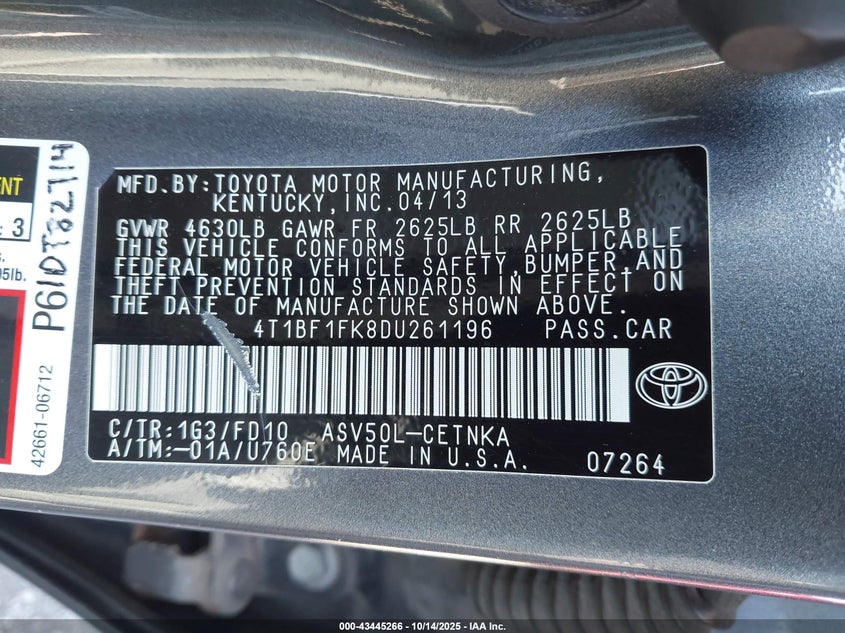 ENT
: 3
s.
05lb.
P61DT82714
42661-06712
MFD.BY:TOYOTA MOTOR MANUFACTURING,
KENTUCKY,INC.04/13
GVWR 4630LB GAWR FR 2625LB RR 2625LB
THIS VEHICLE CONFORMS TO ALL APPLICABLE
FEDERAL MOTOR VEHICLE SAFETY,BUMPER,AND
THEFT PREVENTION STANDARDS IN EFFECT ON
THE DATE OF MANUFACTURE SHOWN ABOVE.
4T1BF1FK8DU261196 PASS.CAR
C/TR:1G3/FD10 ASV50L-CETNKA
A/TM:-01A/U760E MADE IN U.S.A. 07264
000-43445266 | 10/14/2025 - IAA Inc.